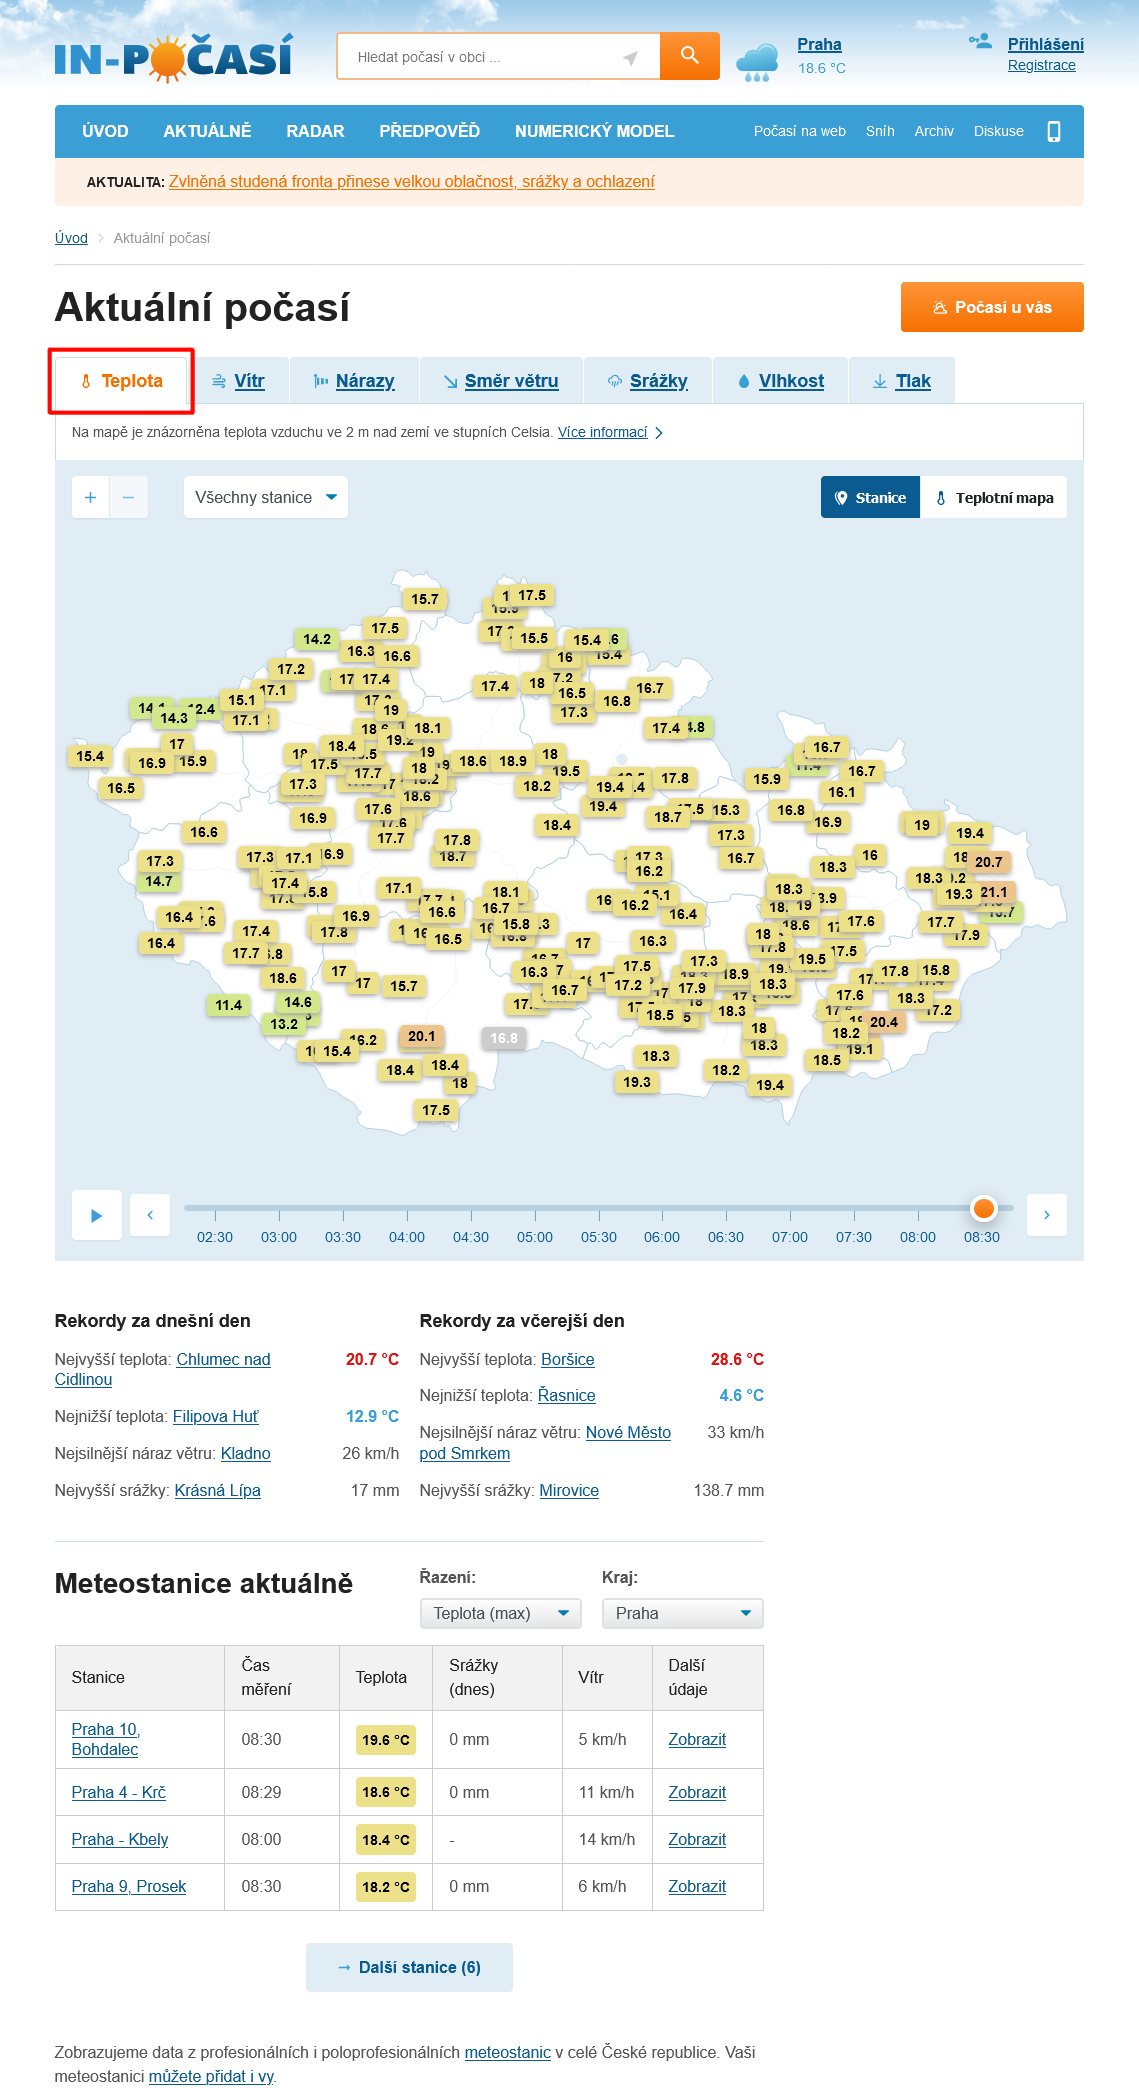 IN-POČASÍ
Hledat počasí v obci ...
Praha
18.6 °C
Přihlášení
Registrace
ÚVOD AKTUÁLNĚ RADAR PŘEDPOVĚĎ NUMERICKÝ MODEL Počasí na web Sníh Archiv Diskuse
AKTUALITA: Zvlněná studená fronta přinese velkou oblačnost, srážky a ochlazení
Úvod Aktuální počasí
Aktuální počasí
Počasí u vás
Teplota Vítr Nárazy Směr větru Srážky Vlhkost Tlak
Na mapě je znázorněna teplota vzduchu ve 2 m nad zemí ve stupních Celsia. Více informací
+ − Všechny stanice Stanice Teplotní mapa
15.7 17.5
17.5 14.2 15.5 15.4
16.3 16.6 16 15.4
17.2 17.4 17.4 18 16.5 16.7
17.1 15.1 19 16.8 17.3
14.3 17.1 18.1 17.4
15.4 17 18.4 19.2 19 18 16.7
16.9 15.9 17.5 18 18.6 18.9 19.5 16.7
16.5 17.3 17.7 18.2 19.4 17.8 15.9 16.1
18.6 17.6 19.4 18.7 15.3 16.8
16.6 16.9 17.7 18.4 17.3 16.9 19 19.4
17.3 17.3 17.1 17.8 18.7 16.2 16.7 18.3 16 20.7
14.7 17.4 17.1 18.1 18.3 18.3 19.3 21.1
16.4 16.9 16.6 16.7 16.2 16.4 19 17.6 17.7
16.4 17.4 17.8 16.5 15.8 17 16.3 18 17.5 17.9
17.7 18.6 17 17 15.7 16.3 17.5 17.3 19.5 17.8 15.8
11.4 14.6 16.7 17.2 17.9 18.9 18.3 17.6 18.3
13.2 20.1 16.8 18.5 18.3 18 18.2 20.4 17.2
15.4 16.2 18.4 18.4 18 18.3 18.2 18.3 18.5 19.1
17.5 19.3 19.4
02:30 03:00 03:30 04:00 04:30 05:00 05:30 06:00 06:30 07:00 07:30 08:00 08:30
Rekordy za dnešní den
Nejvyšší teplota: Chlumec nad Cidlinou 20.7 °C
Nejnižší teplota: Filipova Huť 12.9 °C
Nejsilnější náraz větru: Kladno 26 km/h
Nejvyšší srážky: Krásná Lípa 17 mm
Rekordy za včerejší den
Nejvyšší teplota: Boršice 28.6 °C
Nejnižší teplota: Řasnice 4.6 °C
Nejsilnější náraz větru: Nové Město pod Smrkem 33 km/h
Nejvyšší srážky: Mirovice 138.7 mm
Meteostanice aktuálně
Řazení: Kraj:
Teplota (max) Praha
Stanice Čas měření Teplota Srážky (dnes) Vítr Další údaje
Praha 10, Bohdalec 08:30 19.6 °C 0 mm 5 km/h Zobrazit
Praha 4 - Krč 08:29 18.6 °C 0 mm 11 km/h Zobrazit
Praha - Kbely 08:00 18.4 °C - 14 km/h Zobrazit
Praha 9, Prosek 08:30 18.2 °C 0 mm 6 km/h Zobrazit
Další stanice (6)
Zobrazujeme data z profesionálních i poloprofesionálních meteostanic v celé České republice. Vaši
meteostanici můžete přidat i vy.